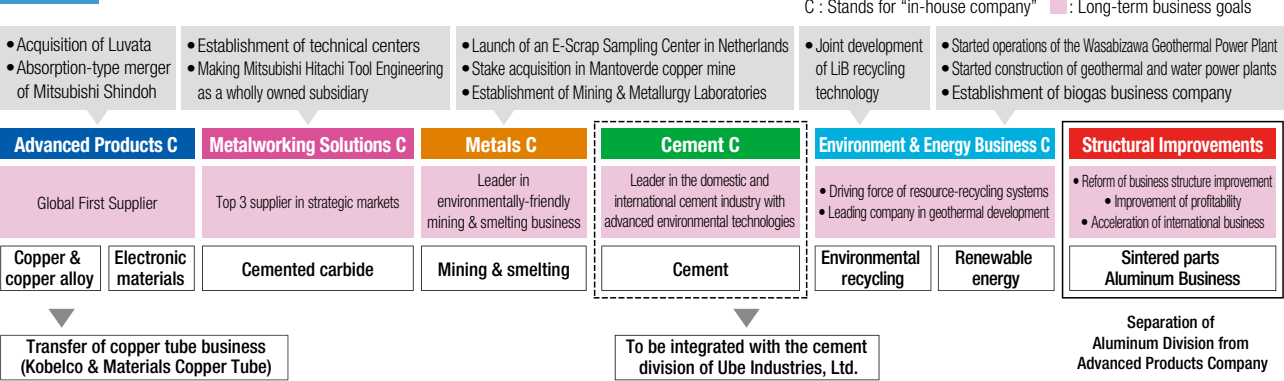 C : Stands for “in-house company” : Long-term business goals
• Acquisition of Luvata
• Absorption-type merger
of Mitsubishi Shindoh
• Establishment of technical centers
• Making Mitsubishi Hitachi Tool Engineering
as a wholly owned subsidiary
• Launch of an E-Scrap Sampling Center in Netherlands
• Stake acquisition in Mantoverde copper mine
• Establishment of Mining & Metallurgy Laboratories
• Joint development
of LiB recycling
technology
• Started operations of the Wasabizawa Geothermal Power Plant
• Started construction of geothermal and water power plants
• Establishment of biogas business company
Advanced Products C
Global First Supplier
Copper &
copper alloy
Electronic
materials
Metalworking Solutions C
Top 3 supplier in strategic markets
Cemented carbide
Metals C
Leader in
environmentally-friendly
mining & smelting business
Mining & smelting
Cement C
Leader in the domestic and
international cement industry with
advanced environmental technologies
Cement
Environment & Energy Business C
• Driving force of resource-recycling systems
• Leading company in geothermal development
Environmental
recycling
Renewable
energy
Structural Improvements
• Reform of business structure improvement
• Improvement of profitability
• Acceleration of international business
Sintered parts
Aluminum Business
Transfer of copper tube business
(Kobelco & Materials Copper Tube)
To be integrated with the cement
division of Ube Industries, Ltd.
Separation of
Aluminum Division from
Advanced Products Company